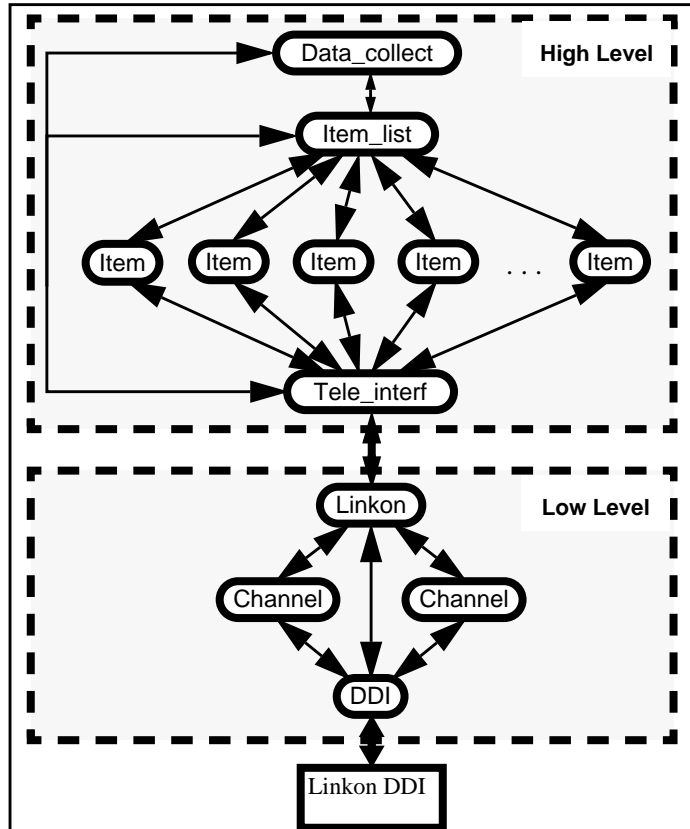 Data_collect
High Level
Item_list
Item Item Item Item . . . Item
Tele_interf
Linkon
Low Level
Channel Channel
DDI
Linkon DDI